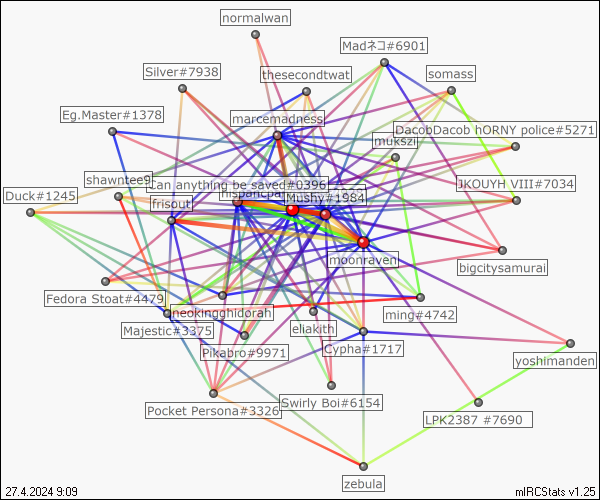 normalwan
Madネコ#6901
Silver#7938
thesecondtwat
somass
Eg.Master#1378
marcemadness
DacobDacob hORNY police#5271
mukszi
shawntee9
Can anything be saved#0396
JKOUYH VIII#7034
Duck#1245
Mushy#1984
frisout
moonraven
bigcitysamurai
Fedora Stoat#4479
neokingghidorah
ming#4742
Majestic#3375
eliakith
Cypha#1717
Pikabro#9971
yoshimanden
Pocket Persona#3326
Swirly Boi#6154
LPK2387 #7690
zebula
27.4.2024 9:09
mIRCStats v1.25